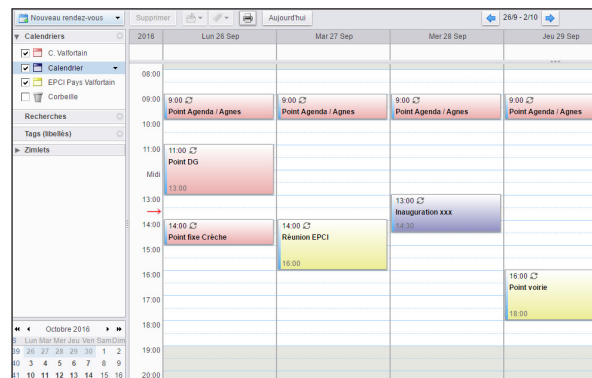 Nouveau rendez-vous Supprimer Aujourd'hui 26/9 - 2/10
Calendriers
C. Valfortain
Calendrier
EPCI Pays Valfortain
Corbeille
Recherches
Tags (libellés)
Zimlets
2016 Lun 26 Sep Mar 27 Sep Mer 28 Sep Jeu 29 Sep
08:00
09:00
10:00
11:00
Midi
13:00
14:00
15:00
16:00
17:00
18:00
19:00
20:00
9:00
Point Agenda / Agnes
11:00
Point DG
13:00
14:00
Point fixe Crèche
9:00
Point Agenda / Agnes
14:00
Réunion EPCI
16:00
9:00
Point Agenda / Agnes
13:00
Inauguration xxx
14:30
9:00
Point Agenda / Agnes
16:00
Point voirie
18:00
Octobre 2016
S Lun Mar Mer Jeu Ven Sam Dim
39 26 27 28 29 30 1 2
40 3 4 5 6 7 8 9
41 10 11 12 13 14 15 16